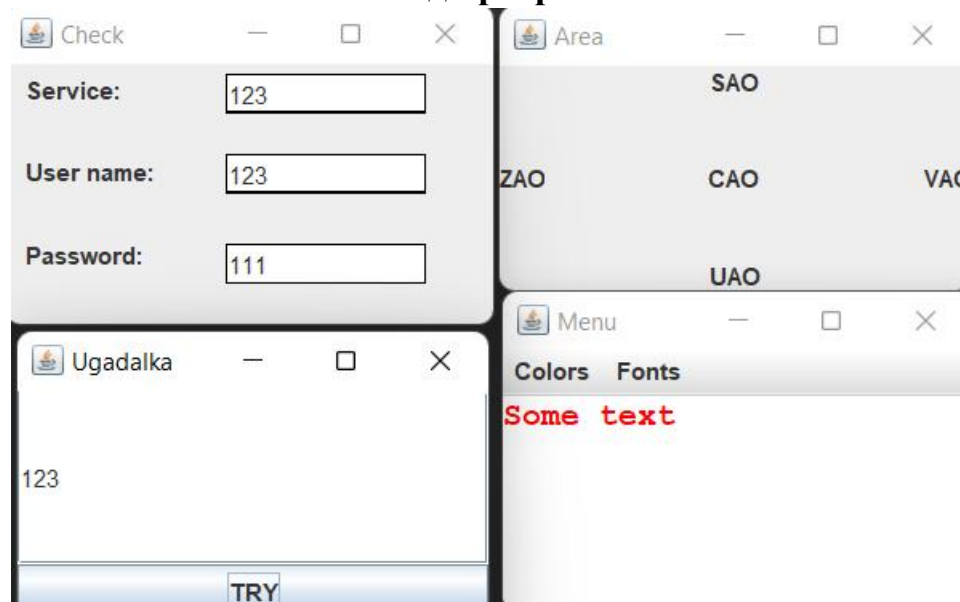 Check
Service:
123
User name:
123
Password:
111
Area
SAO
ZAO
CAO
UAO
Ugadalka
123
TRY
Menu
Colors Fonts
Some text